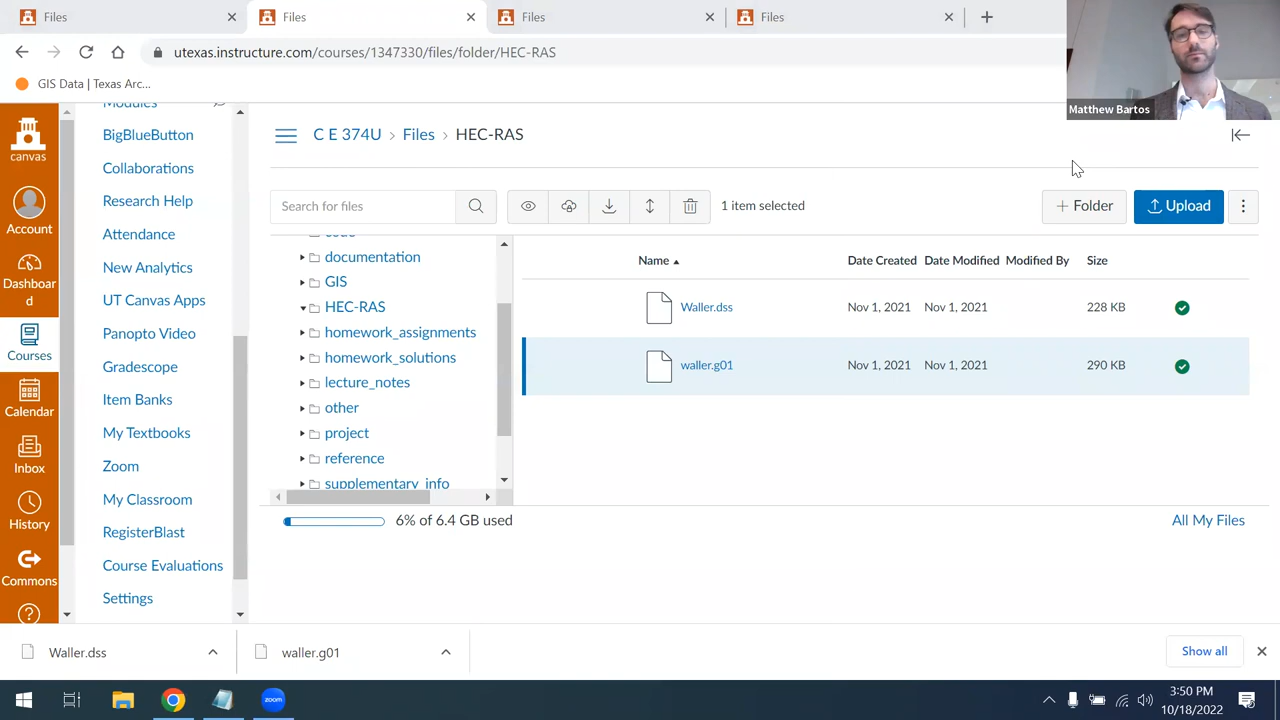 Files
Files
Files
Files
utexas.instructure.com/courses/1347330/files/folder/HEC-RAS
GIS Data | Texas Arc...
Matthew Bartos
canvas
Account
Dashboar
d
Courses
Calendar
Inbox
History
Commons
Modules
BigBlueButton
Collaborations
Research Help
Attendance
New Analytics
UT Canvas Apps
Panopto Video
Gradescope
Item Banks
My Textbooks
Zoom
My Classroom
RegisterBlast
Course Evaluations
Settings
C E 374U › Files › HEC-RAS
Search for files
1 item selected
+ Folder
Upload
code
documentation
GIS
HEC-RAS
homework_assignments
homework_solutions
lecture_notes
other
project
reference
supplementary_info
Name Date Created Date Modified Modified By Size
Waller.dss Nov 1, 2021 Nov 1, 2021 228 KB
waller.g01 Nov 1, 2021 Nov 1, 2021 290 KB
6% of 6.4 GB used
All My Files
Waller.dss
waller.g01
Show all
zoom
3:50 PM
10/18/2022